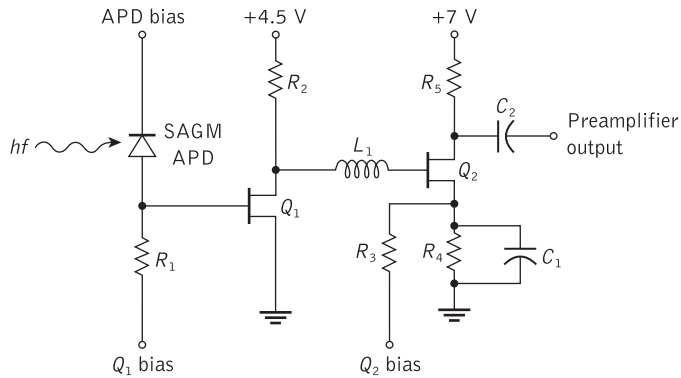 APD bias
+4.5 V
+7 V
R2
R5
C2
SAGM
APD
hf
L1
Preamplifier
output
Q2
Q1
R1
R3
R4
C1
Q1 bias
Q2 bias